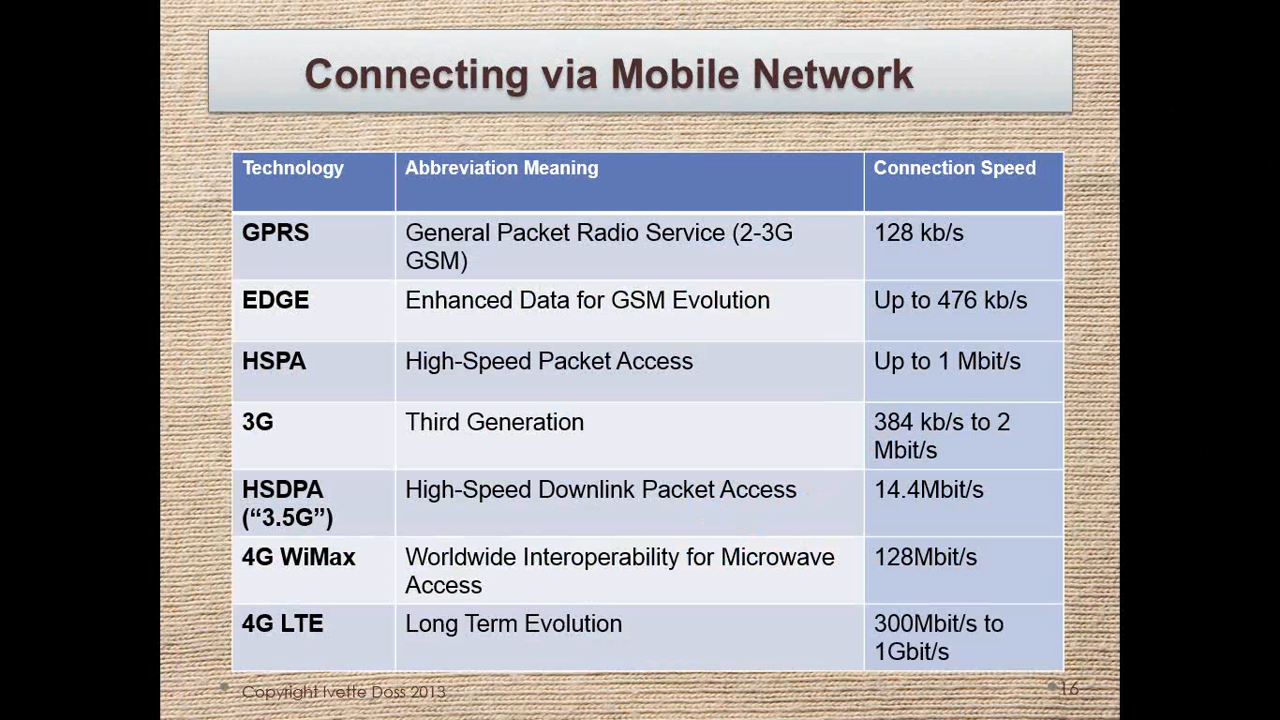 Connecting via Mobile Network
Technology Abbreviation Meaning Connection Speed
GPRS General Packet Radio Service (2-3G 128 kb/s
GSM)
EDGE Enhanced Data for GSM Evolution Up to 476 kb/s
HSPA High-Speed Packet Access Up to 1 Mbit/s
3G Third Generation 384 kb/s to 2
Mbit/s
HSDPA High-Speed Downlink Packet Access 14.4Mbit/s
(“3.5G”)
4G WiMax Worldwide Interoperability for Microwave 128Mbit/s
Access
4G LTE Long Term Evolution 300Mbit/s to
1Gbit/s
Copyright Ivette Doss 2013 16